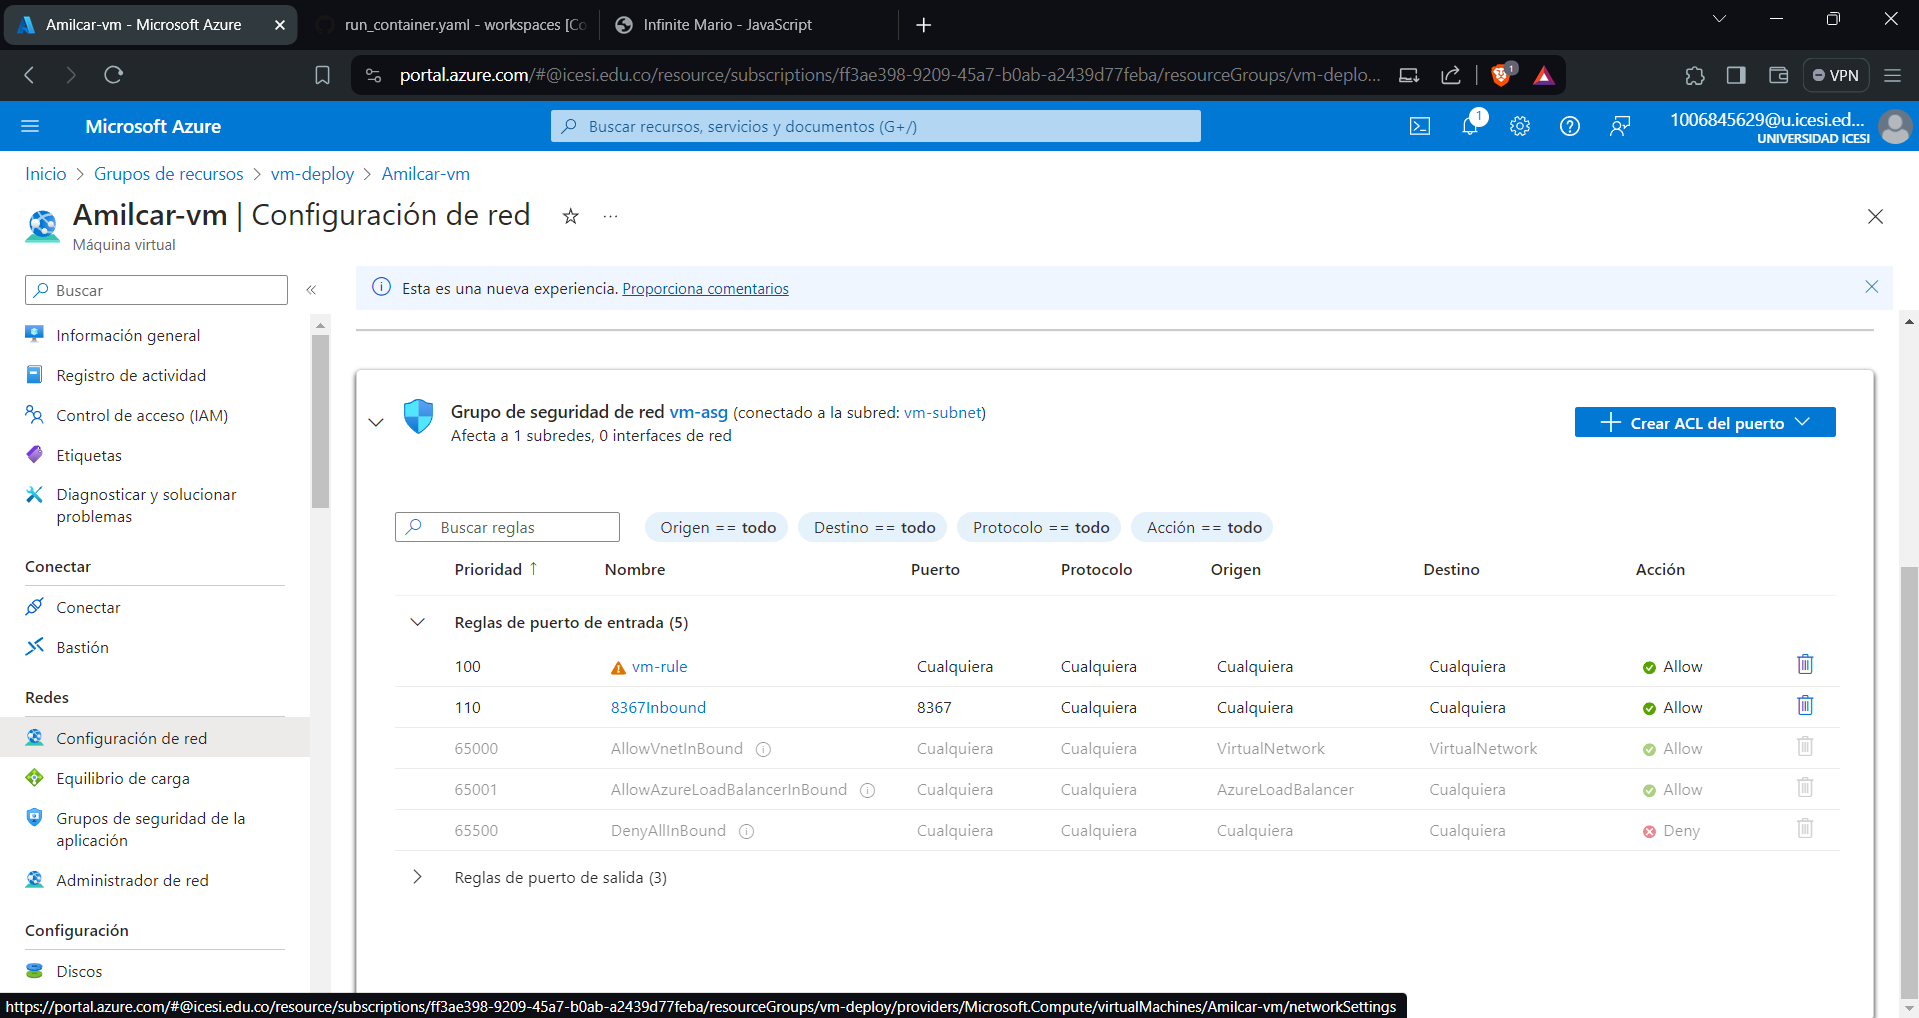 Amilcar-vm - Microsoft Azure
run_container.yaml - workspaces [Co
Infinite Mario - JavaScript
portal.azure.com/#@icesi.edu.co/resource/subscriptions/ff3ae398-9209-45a7-b0ab-a2439d77feba/resourceGroups/vm-deplo...
1
VPN
Microsoft Azure
Buscar recursos, servicios y documentos (G+/)
1
1006845629@u.icesi.ed...
UNIVERSIDAD ICESI
Inicio > Grupos de recursos > vm-deploy > Amilcar-vm
Amilcar-vm | Configuración de red
Máquina virtual
Buscar
Información general
Registro de actividad
Control de acceso (IAM)
Etiquetas
Diagnosticar y solucionar
problemas
Conectar
Conectar
Bastión
Redes
Configuración de red
Equilibrio de carga
Grupos de seguridad de la
aplicación
Administrador de red
Configuración
Discos
Esta es una nueva experiencia. Proporciona comentarios
Grupo de seguridad de red vm-asg (conectado a la subred: vm-subnet)
Afecta a 1 subredes, 0 interfaces de red
Crear ACL del puerto
Buscar reglas
Origen == todo
Destino == todo
Protocolo == todo
Acción == todo
Prioridad ↑ Nombre Puerto Protocolo Origen Destino Acción
Reglas de puerto de entrada (5)
100 vm-rule Cualquiera Cualquiera Cualquiera Cualquiera Allow
110 8367Inbound 8367 Cualquiera Cualquiera Cualquiera Allow
65000 AllowVnetInBound Cualquiera Cualquiera VirtualNetwork VirtualNetwork Allow
65001 AllowAzureLoadBalancerInBound Cualquiera Cualquiera AzureLoadBalancer Cualquiera Allow
65500 DenyAllInBound Cualquiera Cualquiera Cualquiera Cualquiera Deny
Reglas de puerto de salida (3)
https://portal.azure.com/#@icesi.edu.co/resource/subscriptions/ff3ae398-9209-45a7-b0ab-a2439d77feba/resourceGroups/vm-deploy/providers/Microsoft.Compute/virtualMachines/Amilcar-vm/networkSettings